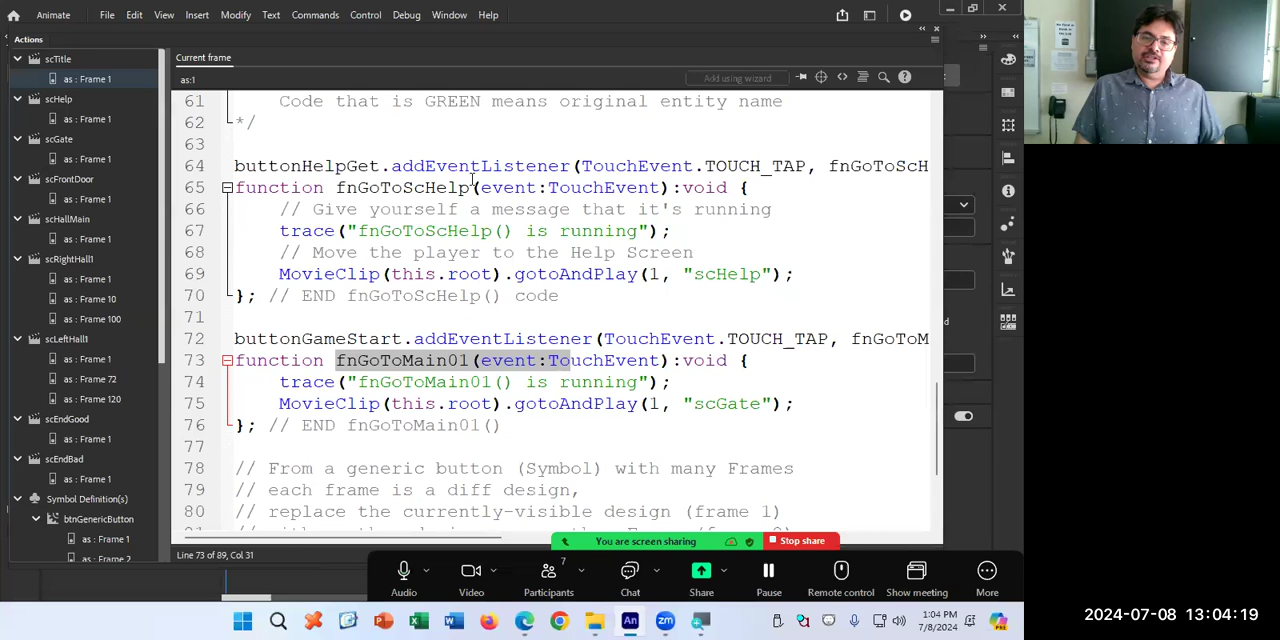 Animate File Edit View Insert Modify Text Commands Control Debug Window Help
Actions
Current frame
as:1
Add using wizard
scTitle
as : Frame 1
scHelp
as : Frame 1
scGate
as : Frame 1
scFrontDoor
as : Frame 1
scHallMain
as : Frame 1
scRightHall1
as : Frame 1
as : Frame 10
as : Frame 100
scLeftHall1
as : Frame 1
as : Frame 72
as : Frame 120
scEndGood
as : Frame 1
scEndBad
as : Frame 1
Symbol Definition(s)
btnGenericButton
as : Frame 1
as : Frame 2
61 Code that is GREEN means original entity name
62 */
63
64 buttonHelpGet.addEventListener(TouchEvent.TOUCH_TAP, fnGoToScH
65 function fnGoToScHelp(event:TouchEvent):void {
66 // Give yourself a message that it's running
67 trace("fnGoToScHelp() is running");
68 // Move the player to the Help Screen
69 MovieClip(this.root).gotoAndPlay(1, "scHelp");
70 }; // END fnGoToScHelp() code
71
72 buttonGameStart.addEventListener(TouchEvent.TOUCH_TAP, fnGoToM
73 function fnGoToMain01(event:TouchEvent):void {
74 trace("fnGoToMain01() is running");
75 MovieClip(this.root).gotoAndPlay(1, "scGate");
76 }; // END fnGoToMain01()
77
78 // From a generic button (Symbol) with many Frames
79 // each frame is a diff design,
80 // replace the currently-visible design (frame 1)
Line 73 of 89, Col 31
You are screen sharing
Stop share
7
Audio Video Participants Chat Share Pause Remote control Show meeting More
1:04 PM
7/8/2024
2024-07-08 13:04:19